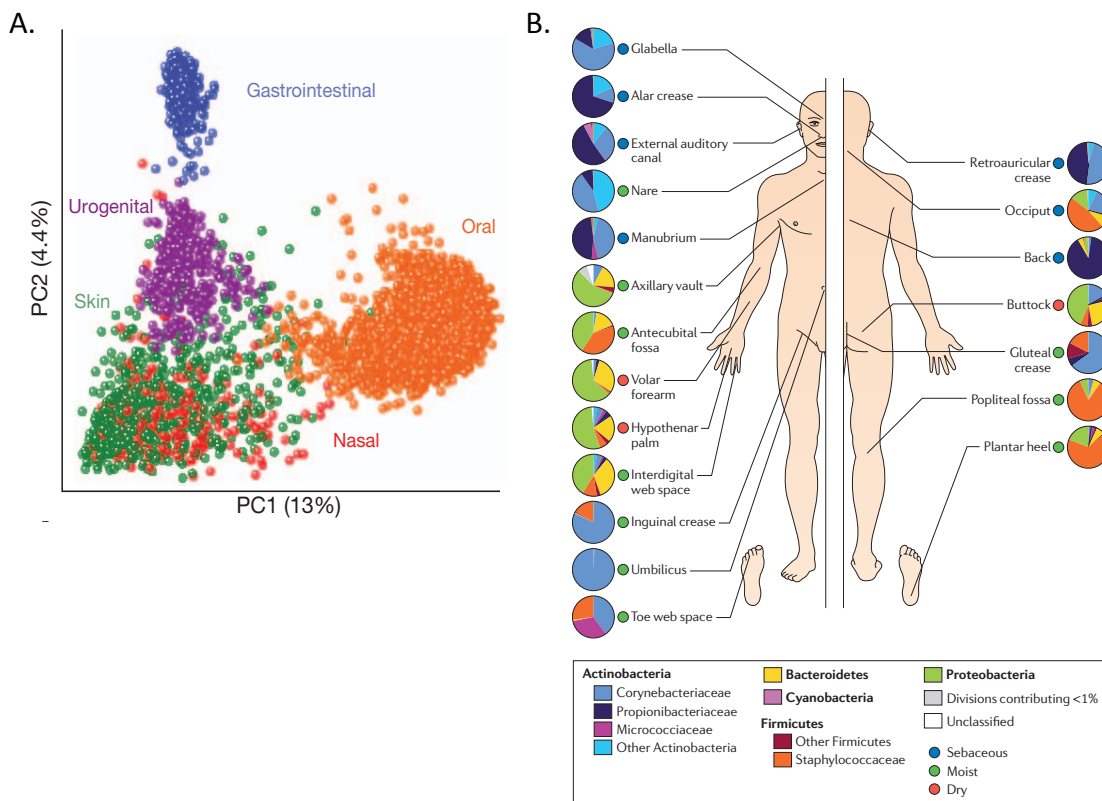 A.
Gastrointestinal
Urogenital
Oral
Skin
Nasal
PC2 (4.4%)
PC1 (13%)
B.
Glabella
Alar crease
External auditory
canal
Nare
Manubrium
Axillary vault
Antecubital
fossa
Volar
forearm
Hypothenar
palm
Interdigital
web space
Inguinal crease
Umbilicus
Toe web space
Retroauricular
crease
Occiput
Back
Buttock
Gluteal
crease
Popliteal fossa
Plantar heel
Actinobacteria
Corynebacteriaceae
Propionibacteriaceae
Micrococciaceae
Other Actinobacteria
Bacteroidetes
Cyanobacteria
Firmicutes
Other Firmicutes
Staphylococcaceae
Proteobacteria
Divisions contributing <1%
Unclassified
Sebaceous
Moist
Dry